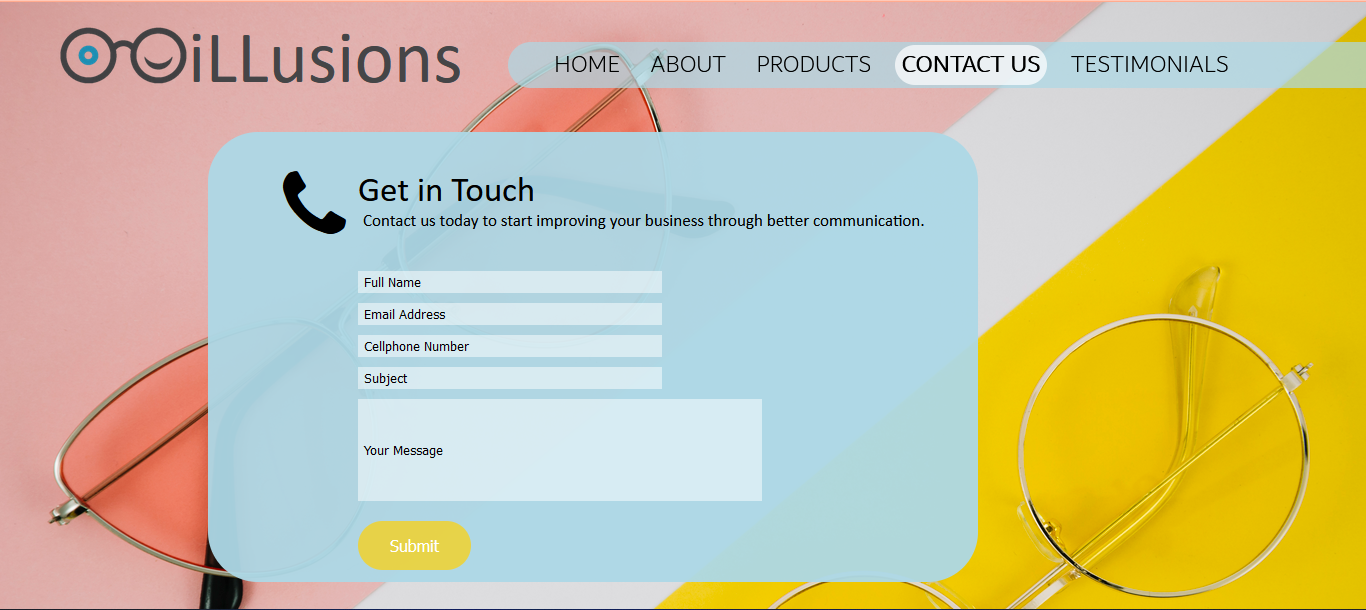 iLLusions
HOME ABOUT PRODUCTS CONTACT US TESTIMONIALS
Get in Touch
Contact us today to start improving your business through better communication.
Full Name
Email Address
Cellphone Number
Subject
Your Message
Submit